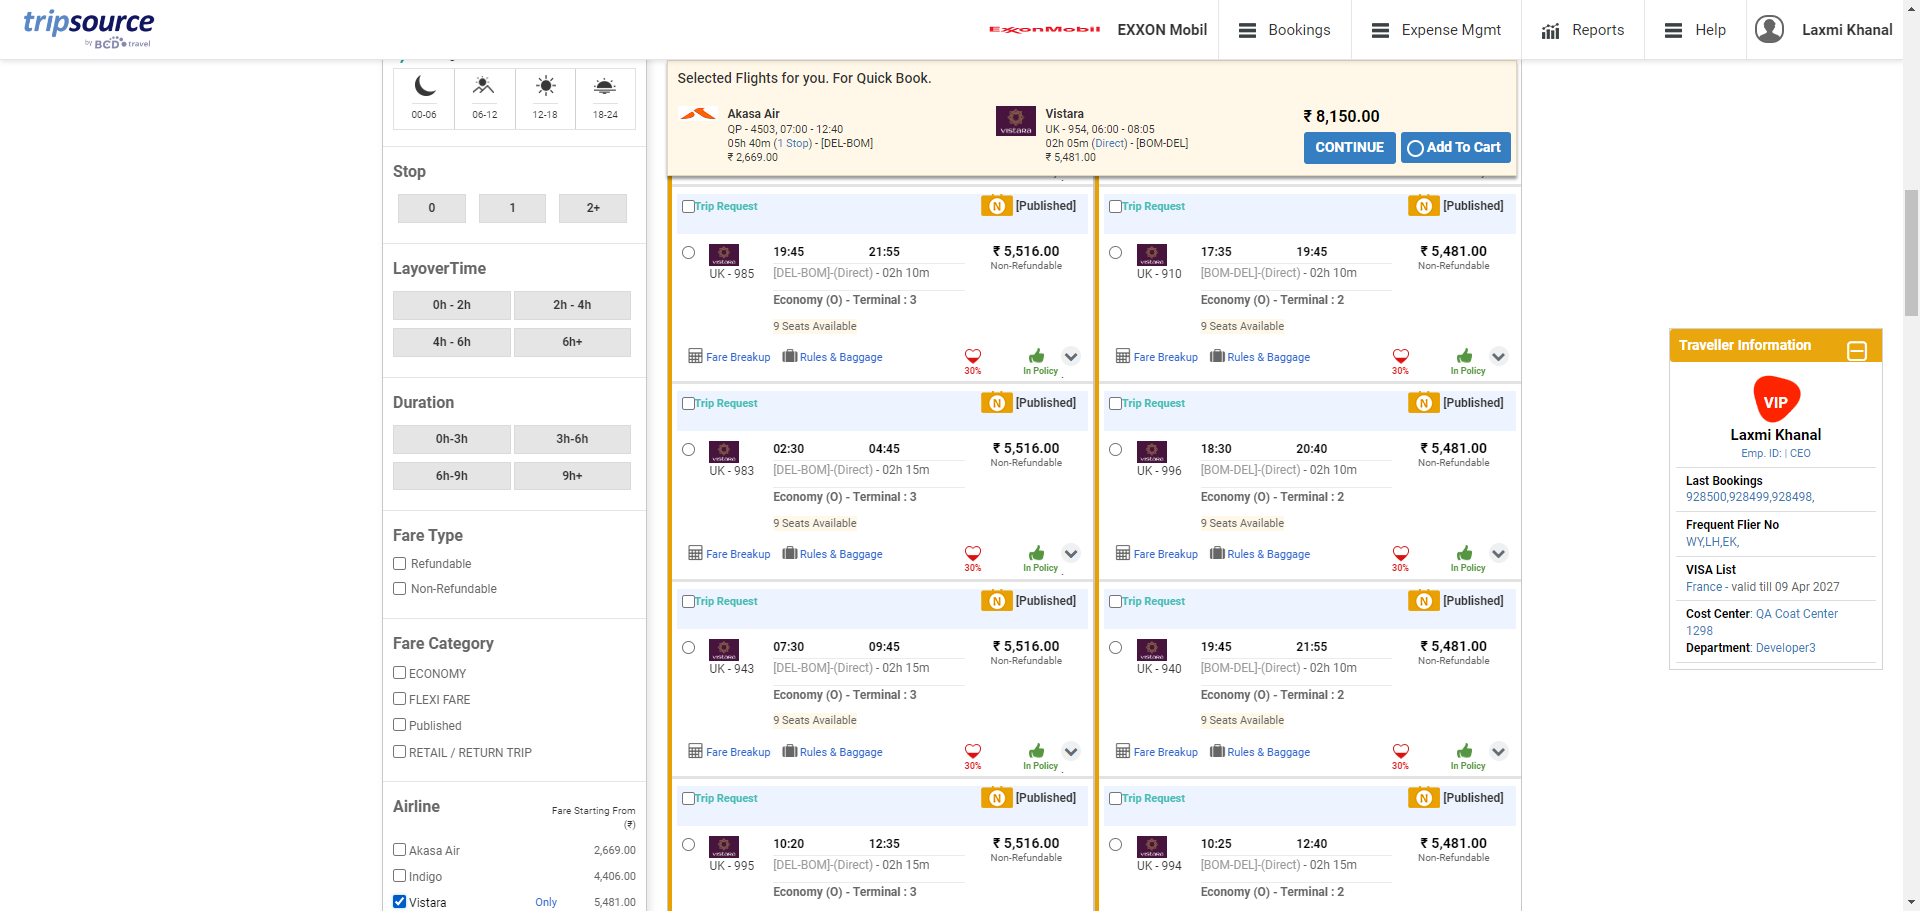 tripsource
by BCD travel
ExxonMobil
EXXON Mobil
Bookings
Expense Mgmt
Reports
Help
Laxmi Khanal
00-06
06-12
12-18
18-24
Stop
0
1
2+
LayoverTime
0h - 2h
2h - 4h
4h - 6h
6h+
Duration
0h-3h
3h-6h
6h-9h
9h+
Fare Type
Refundable
Non-Refundable
Fare Category
ECONOMY
FLEXI FARE
Published
RETAIL / RETURN TRIP
Airline
Fare Starting From
(₹)
Akasa Air 2,669.00
Indigo 4,406.00
Vistara Only 5,481.00
Selected Flights for you. For Quick Book.
Akasa Air
QP - 4503, 07:00 - 12:40
05h 40m (1 Stop) - [DEL-BOM]
₹ 2,669.00
VISTARA
Vistara
UK - 954, 06:00 - 08:05
02h 05m (Direct) - [BOM-DEL]
₹ 5,481.00
₹ 8,150.00
CONTINUE
Add To Cart
Trip Request
N [Published]
VISTARA
UK - 985
19:45 21:55
[DEL-BOM]-(Direct) - 02h 10m
Economy (O) - Terminal : 3
9 Seats Available
₹ 5,516.00
Non-Refundable
Fare Breakup
Rules & Baggage
30%
In Policy
Trip Request
N [Published]
VISTARA
UK - 983
02:30 04:45
[DEL-BOM]-(Direct) - 02h 15m
Economy (O) - Terminal : 3
9 Seats Available
₹ 5,516.00
Non-Refundable
Fare Breakup
Rules & Baggage
30%
In Policy
Trip Request
N [Published]
VISTARA
UK - 943
07:30 09:45
[DEL-BOM]-(Direct) - 02h 15m
Economy (O) - Terminal : 3
9 Seats Available
₹ 5,516.00
Non-Refundable
Fare Breakup
Rules & Baggage
30%
In Policy
Trip Request
N [Published]
VISTARA
UK - 995
10:20 12:35
[DEL-BOM]-(Direct) - 02h 15m
Economy (O) - Terminal : 3
₹ 5,516.00
Non-Refundable
Trip Request
N [Published]
VISTARA
UK - 910
17:35 19:45
[BOM-DEL]-(Direct) - 02h 10m
Economy (O) - Terminal : 2
9 Seats Available
₹ 5,481.00
Non-Refundable
Fare Breakup
Rules & Baggage
30%
In Policy
Trip Request
N [Published]
VISTARA
UK - 996
18:30 20:40
[BOM-DEL]-(Direct) - 02h 10m
Economy (O) - Terminal : 2
9 Seats Available
₹ 5,481.00
Non-Refundable
Fare Breakup
Rules & Baggage
30%
In Policy
Trip Request
N [Published]
VISTARA
UK - 940
19:45 21:55
[BOM-DEL]-(Direct) - 02h 10m
Economy (O) - Terminal : 2
9 Seats Available
₹ 5,481.00
Non-Refundable
Fare Breakup
Rules & Baggage
30%
In Policy
Trip Request
N [Published]
VISTARA
UK - 994
10:25 12:40
[BOM-DEL]-(Direct) - 02h 15m
Economy (O) - Terminal : 2
₹ 5,481.00
Non-Refundable
Traveller Information
VIP
Laxmi Khanal
Emp. ID: | CEO
Last Bookings
928500,928499,928498,
Frequent Flier No
WY,LH,EK,
VISA List
France - valid till 09 Apr 2027
Cost Center: QA Coat Center
1298
Department: Developer3